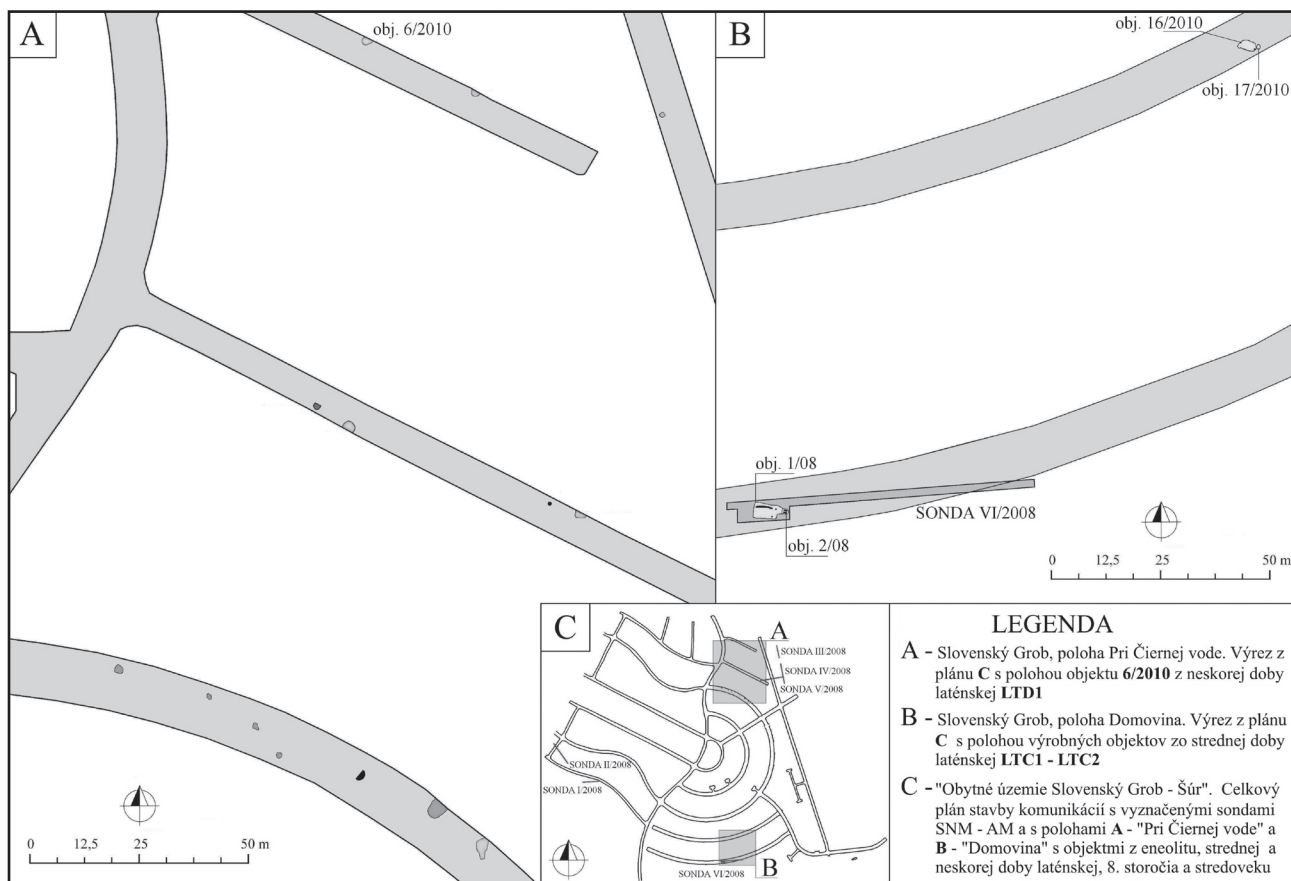 A
obj. 6/2010
0 12,5 25 50 m
B
obj. 16/2010
obj. 17/2010
obj. 1/08
obj. 2/08
SONDA VI/2008
0 12,5 25 50 m
C
A
SONDA III/2008
SONDA IV/2008
SONDA V/2008
SONDA II/2008
SONDA I/2008
SONDA VI/2008
B
LEGENDA
A - Slovenský Grob, poloha Pri Čiernej vode. Výrez z
plánu C s polohou objektu 6/2010 z neskorej doby
laténskej LTD1
B - Slovenský Grob, poloha Domovina. Výrez z plánu
C s polohou výrobných objektov zo strednej doby
laténskej LTC1 - LTC2
C - "Obytné územie Slovenský Grob - Šúr". Celkový
plán stavby komunikácií s vyznačenými sondami
SNM - AM a s polohami A - "Pri Čiernej vode" a
B - "Domovina" s objektmi z eneolitu, strednej a
neskorej doby laténskej, 8. storočia a stredoveku